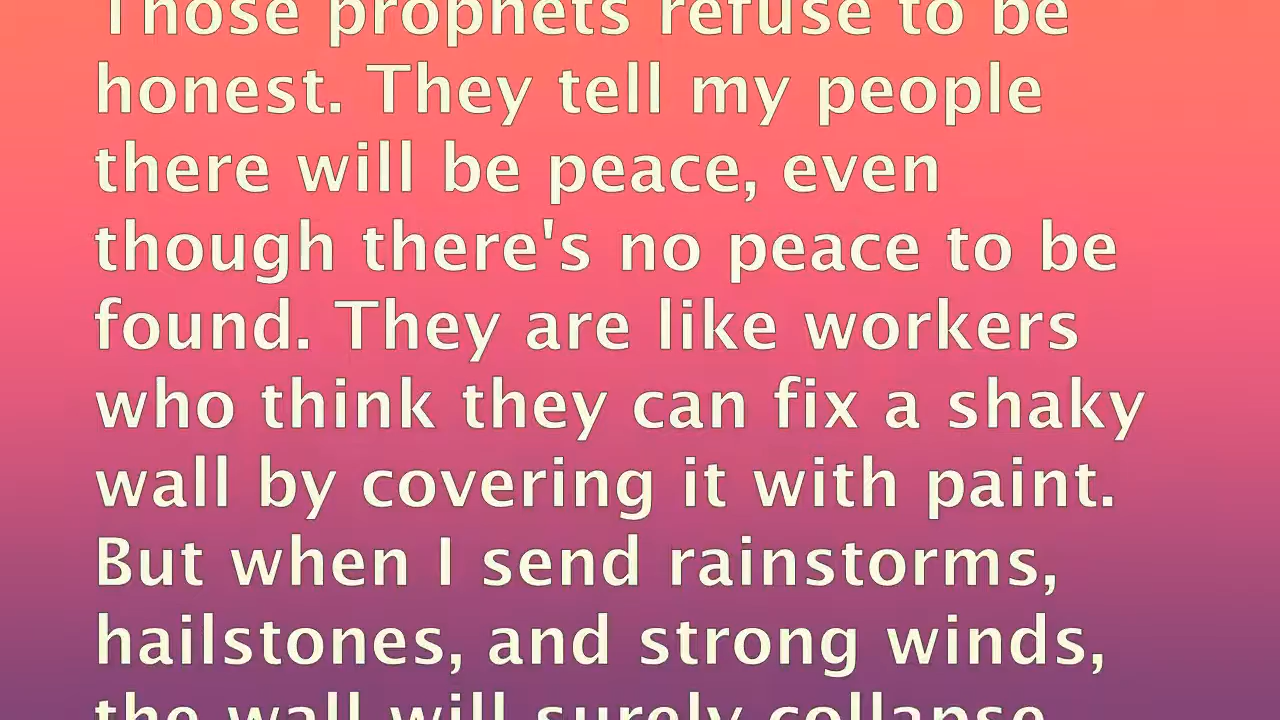 Those prophets refuse to be
honest. They tell my people
there will be peace, even
though there's no peace to be
found. They are like workers
who think they can fix a shaky
wall by covering it with paint.
But when I send rainstorms,
hailstones, and strong winds,
the wall will surely collapse